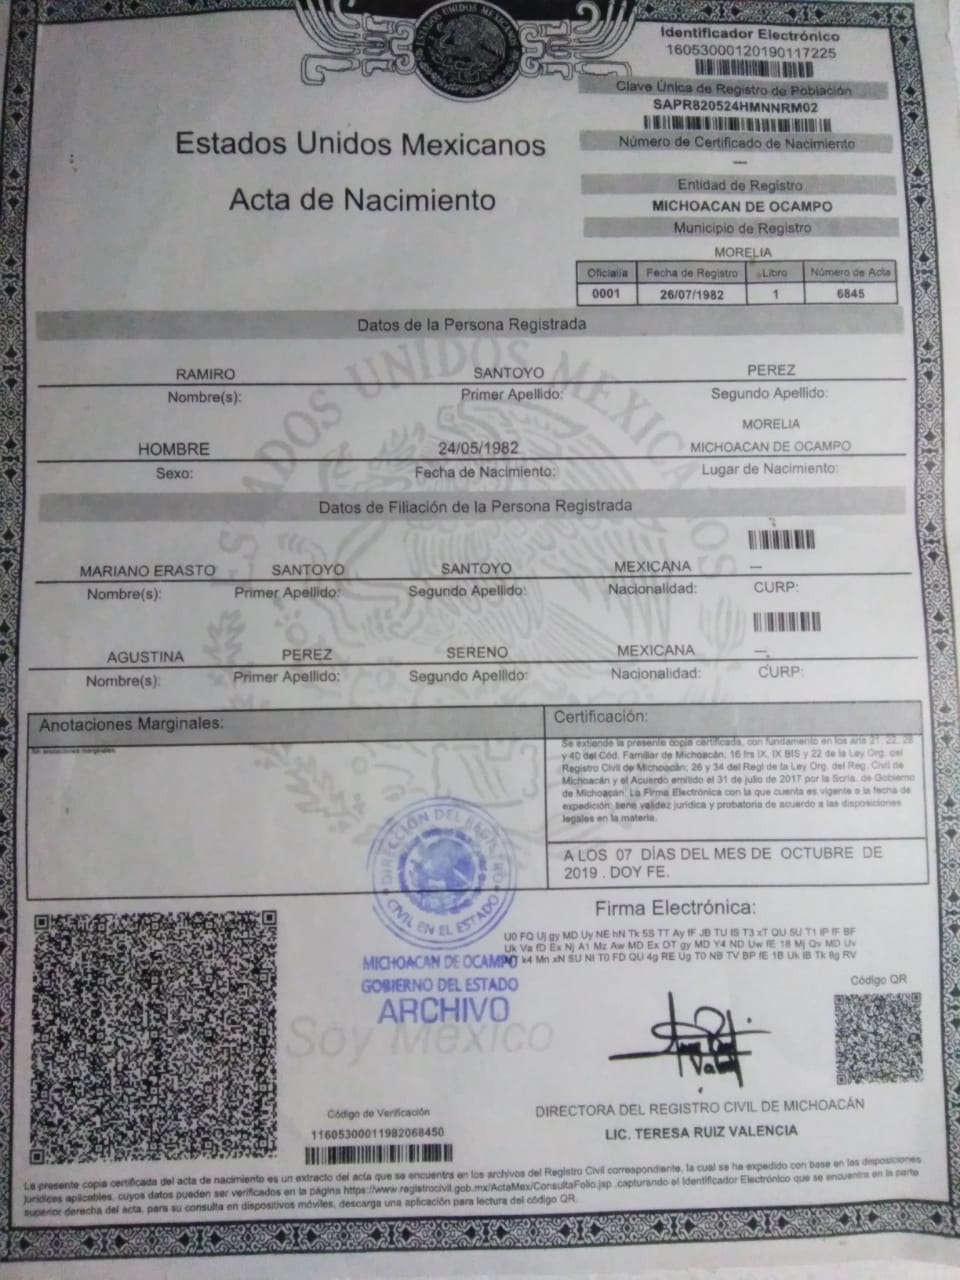 ESTADOS UNIDOS MEXICANOS
Identificador Electrónico
16053000120190117225
Clave Única de Registro de Población
SAPR820524HMNNRM02
Número de Certificado de Nacimiento
---
Entidad de Registro
MICHOACAN DE OCAMPO
Municipio de Registro
MORELIA
Estados Unidos Mexicanos
Acta de Nacimiento
Oficialía Fecha de Registro Libro Número de Acta
0001 26/07/1982 1 6845
Datos de la Persona Registrada
RAMIRO SANTOYO PEREZ
Nombre(s): Primer Apellido: Segundo Apellido:
MORELIA
HOMBRE 24/05/1982 MICHOACAN DE OCAMPO
Sexo: Fecha de Nacimiento: Lugar de Nacimiento:
ESTADOS UNIDOS MEXICANOS
Datos de Filiación de la Persona Registrada
MARIANO ERASTO SANTOYO SANTOYO MEXICANA ---
Nombre(s): Primer Apellido: Segundo Apellido: Nacionalidad: CURP:
AGUSTINA PEREZ SERENO MEXICANA ---
Nombre(s): Primer Apellido: Segundo Apellido: Nacionalidad: CURP:
Anotaciones Marginales:
Sin anotaciones marginales.
Certificación:
Se extiende la presente copia certificada, con fundamento en los arts 21, 22, 28
y 40 del Cód. Familiar de Michoacán; 16 frs IX, IX BIS y 22 de la Ley Org. del
Registro Civil de Michoacán; 26 y 34 del Regl de la Ley Org. del Reg. Civil de
Michoacán y el Acuerdo emitido el 31 de julio de 2017 por la Scría. de Gobierno
de Michoacán. La Firma Electrónica con la que cuenta es vigente a la fecha de
expedición; tiene validez jurídica y probatoria de acuerdo a las disposiciones
legales en la materia.
A LOS 07 DÍAS DEL MES DE OCTUBRE DE
2019 . DOY FE.
DIRECCIÓN DEL REGISTRO
CIVIL EN EL ESTADO
MICHOACAN DE OCAMPO
GOBIERNO DEL ESTADO
ARCHIVO
Soy México
Firma Electrónica:
U0 FQ Uj gy MD Uy NE hN Tk 5S TT Ay fF JB TU IS T3 xT QU 5U T1 IP fF BF
Uk Va fD Ex Nj A1 Mz Aw MD Ex OT gy MD Y4 ND Uw fE 18 Mj Qv MD Uv
k4 Mn xN SU NI T0 FD QU 4g RE Ug T0 NB TV BP fE 1B Uk lB Tk 8g RV
Código QR
DIRECTORA DEL REGISTRO CIVIL DE MICHOACÁN
LIC. TERESA RUIZ VALENCIA
Código de Verificación
11605300011982068450
La presente copia certificada del acta de nacimiento es un extracto del acta que se encuentra en los archivos del Registro Civil correspondiente, la cual se ha expedido con base en las disposiciones
jurídicas aplicables, cuyos datos pueden ser verificados en la página https://www.registrocivil.gob.mx/ActaMex/ConsultaFolio.jsp ,capturando el Identificador Electrónico que se encuentra en la parte
superior derecha del acta, para su consulta en dispositivos móviles, descarga una aplicación para lectura del código QR.